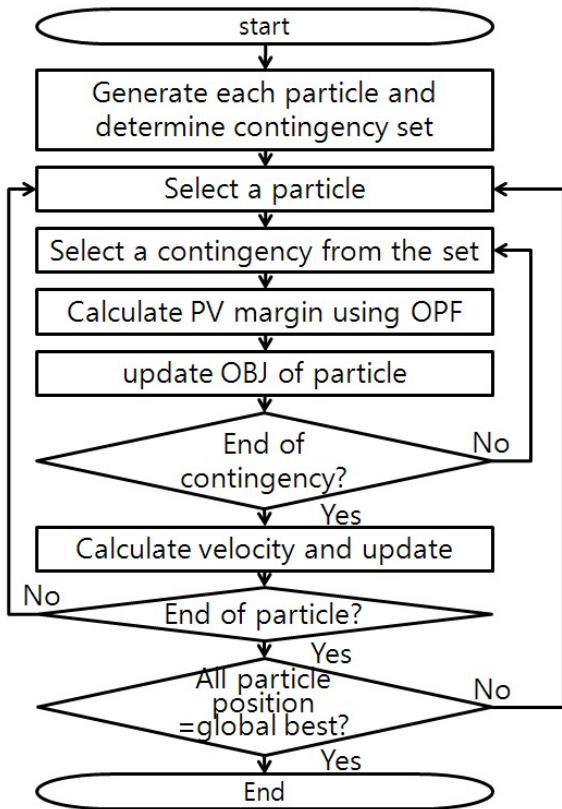 start
Generate each particle and
determine contingency set
Select a particle
Select a contingency from the set
Calculate PV margin using OPF
update OBJ of particle
End of
contingency?
No
Yes
Calculate velocity and update
No
End of particle?
Yes
All particle
position
=global best?
No
Yes
End